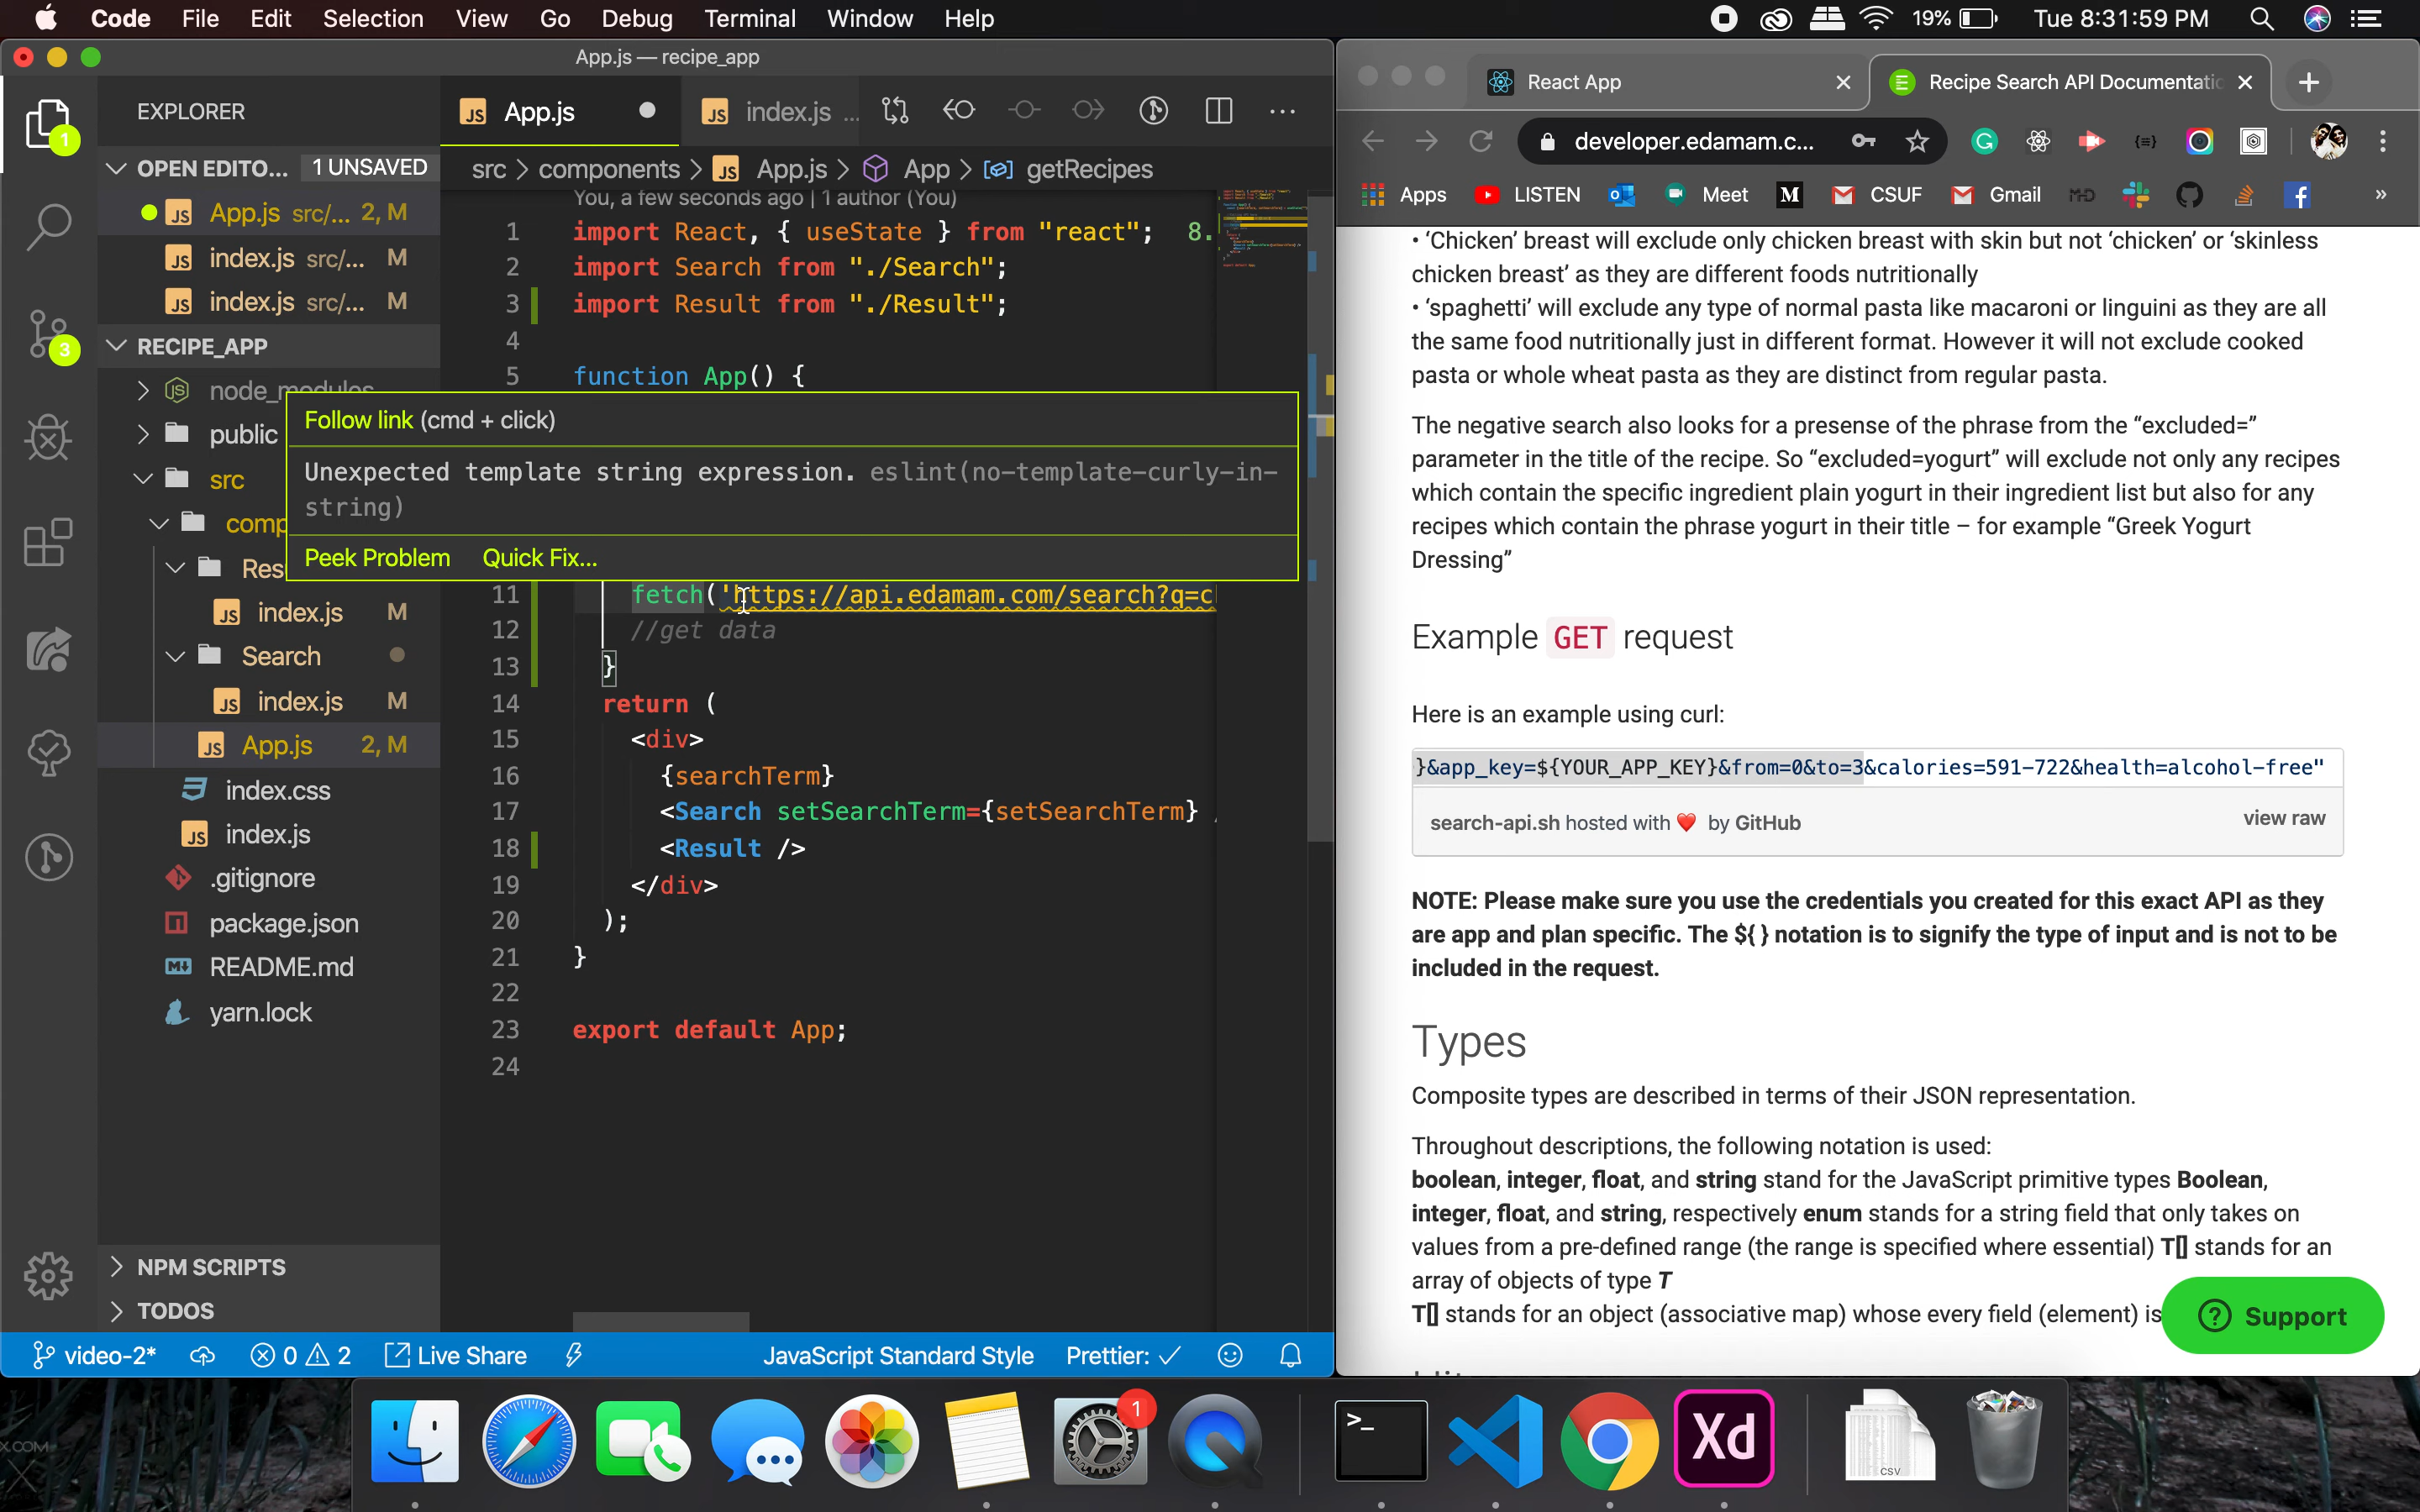 Code File Edit Selection View Go Debug Terminal Window Help
19% Tue 8:31:59 PM
App.js — recipe_app
EXPLORER
OPEN EDITO... 1 UNSAVED
App.js src/... 2, M
index.js src/... M
index.js src/... M
RECIPE_APP
node_modules
public
src
comp
Res
index.js M
Search
index.js M
App.js 2, M
index.css
index.js
.gitignore
package.json
README.md
yarn.lock
NPM SCRIPTS
TODOS
1
3
App.js
index.js ...
src > components > App.js > App > getRecipes
You, a few seconds ago | 1 author (You)
1 import React, { useState } from "react"; 8.
2 import Search from "./Search";
3 import Result from "./Result";
4
5 function App() {
Follow link (cmd + click)
Unexpected template string expression. eslint(no-template-curly-in-
string)
Peek Problem Quick Fix...
11 fetch('https://api.edamam.com/search?q=c
12 //get data
13 }
14 return (
15 <div>
16 {searchTerm}
17 <Search setSearchTerm={setSearchTerm} /
18 <Result />
19 </div>
20 );
21 }
22
23 export default App;
24
video-2* 0 2 Live Share JavaScript Standard Style Prettier: ✓
React App
Recipe Search API Documentati
developer.edamam.c...
Apps LISTEN Meet M CSUF Gmail »
• ‘Chicken’ breast will exclude only chicken breast with skin but not ‘chicken’ or ‘skinless
chicken breast’ as they are different foods nutritionally
• ‘spaghetti’ will exclude any type of normal pasta like macaroni or linguini as they are all
the same food nutritionally just in different format. However it will not exclude cooked
pasta or whole wheat pasta as they are distinct from regular pasta.
The negative search also looks for a presense of the phrase from the “excluded=”
parameter in the title of the recipe. So “excluded=yogurt” will exclude not only any recipes
which contain the specific ingredient plain yogurt in their ingredient list but also for any
recipes which contain the phrase yogurt in their title – for example “Greek Yogurt
Dressing”
Example GET request
Here is an example using curl:
}&app_key=${YOUR_APP_KEY}&from=0&to=3&calories=591-722&health=alcohol-free"
search-api.sh hosted with ❤ by GitHub view raw
NOTE: Please make sure you use the credentials you created for this exact API as they
are app and plan specific. The ${ } notation is to signify the type of input and is not to be
included in the request.
Types
Composite types are described in terms of their JSON representation.
Throughout descriptions, the following notation is used:
boolean, integer, float, and string stand for the JavaScript primitive types Boolean,
integer, float, and string, respectively enum stands for a string field that only takes on
values from a pre-defined range (the range is specified where essential) T[] stands for an
array of objects of type T
T[] stands for an object (associative map) whose every field (element) is
Support
1
Xd
CSV
X.COM